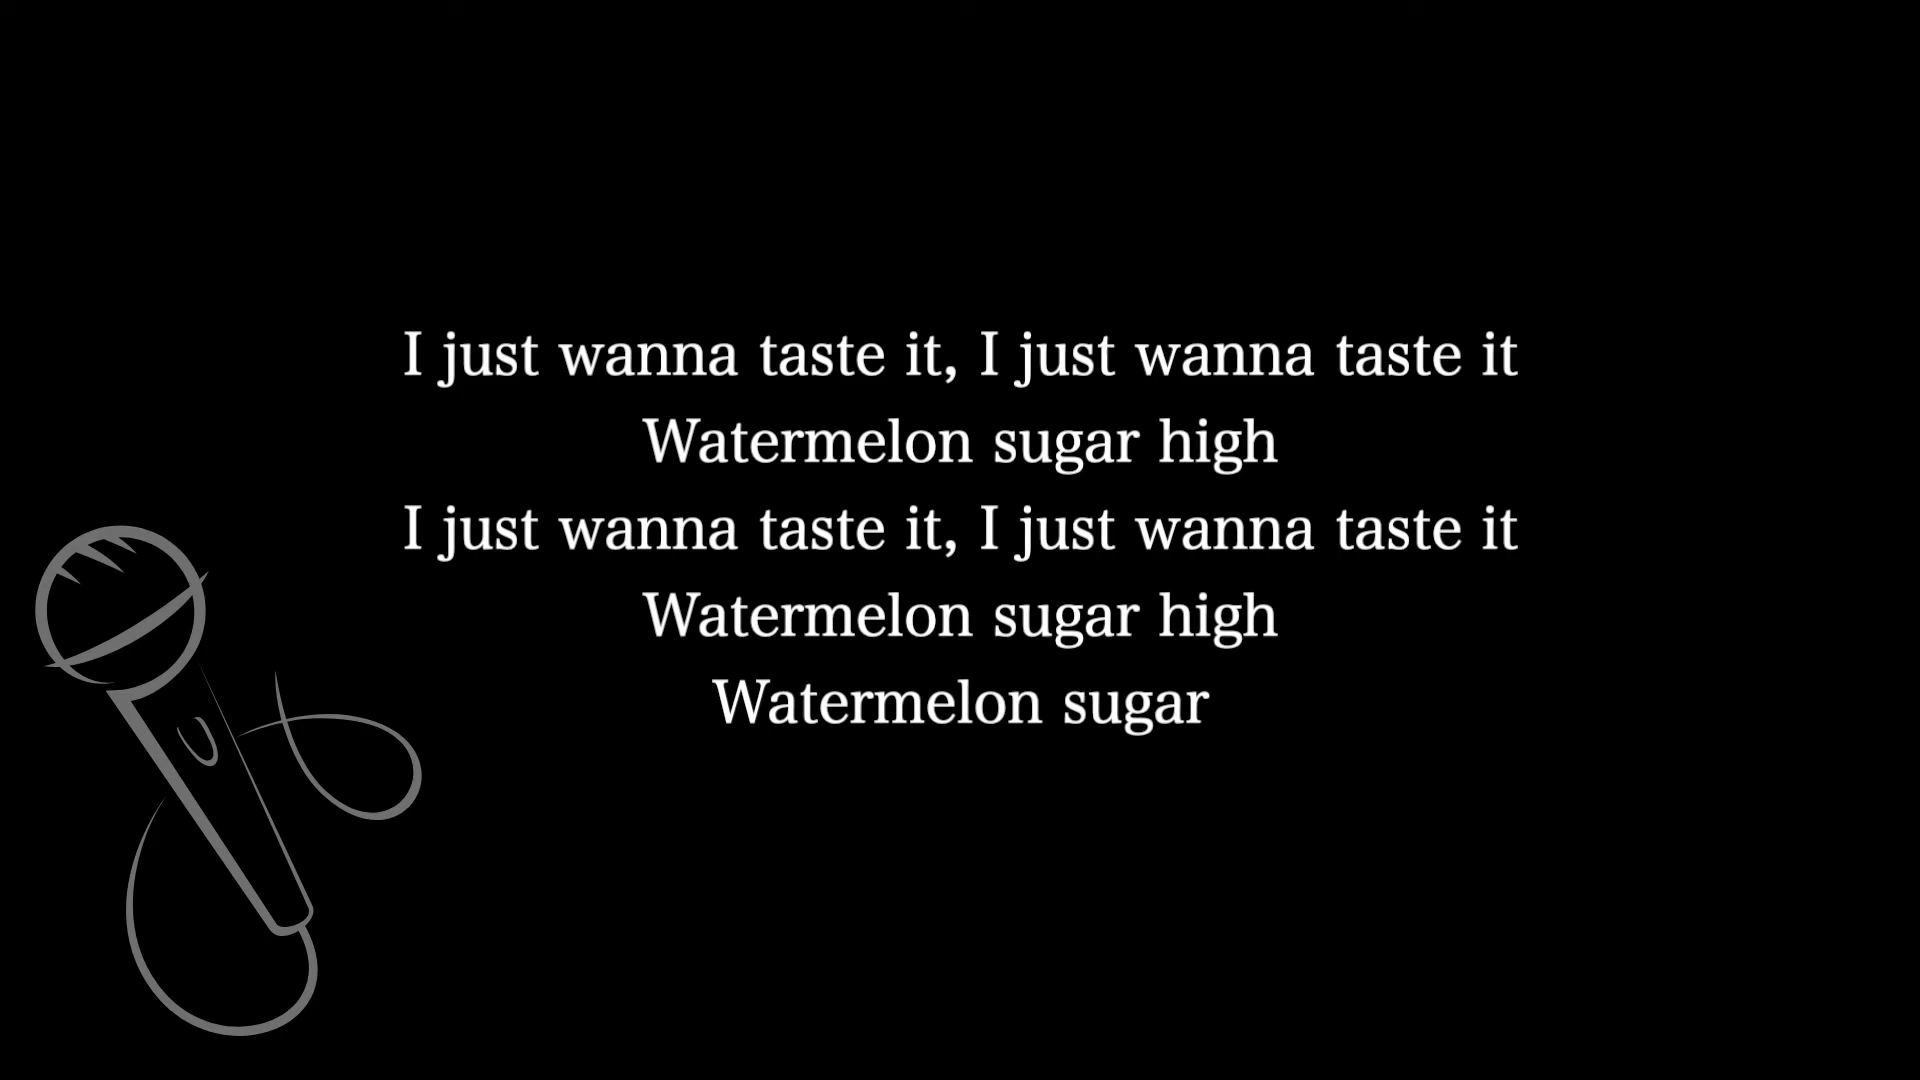 I just wanna taste it, I just wanna taste it
Watermelon sugar high
I just wanna taste it, I just wanna taste it
Watermelon sugar high
Watermelon sugar